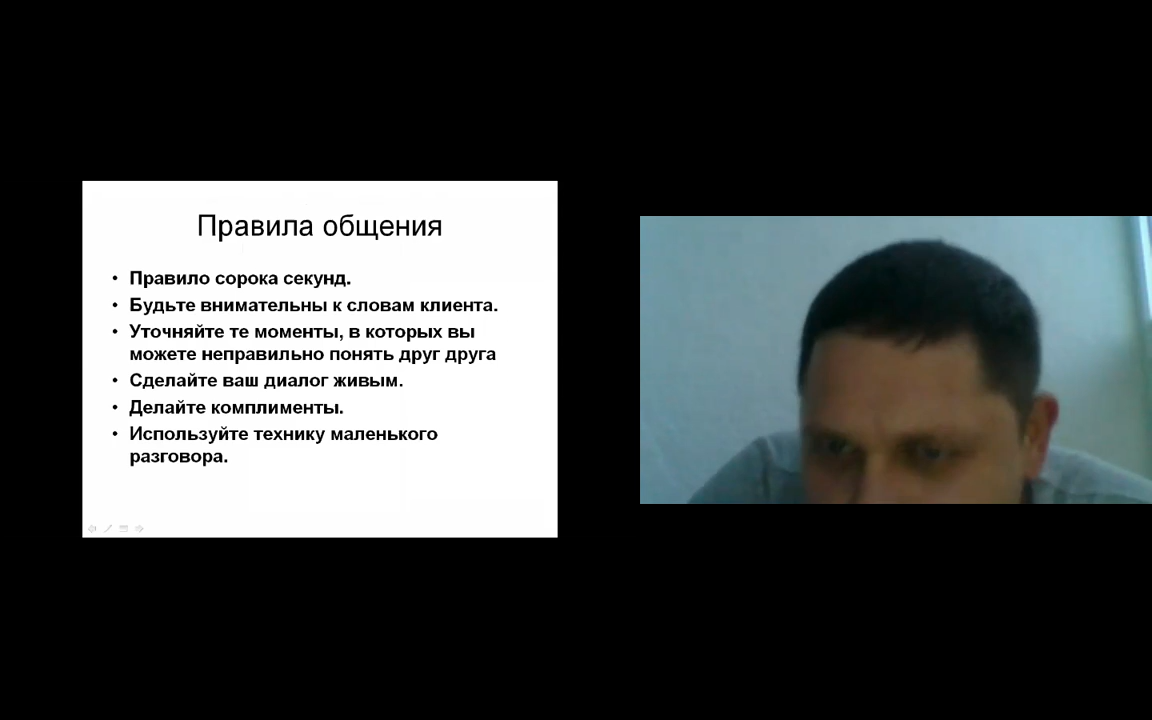 Правила общения
• Правило сорока секунд.
• Будьте внимательны к словам клиента.
• Уточняйте те моменты, в которых вы
можете неправильно понять друг друга
• Сделайте ваш диалог живым.
• Делайте комплименты.
• Используйте технику маленького
разговора.